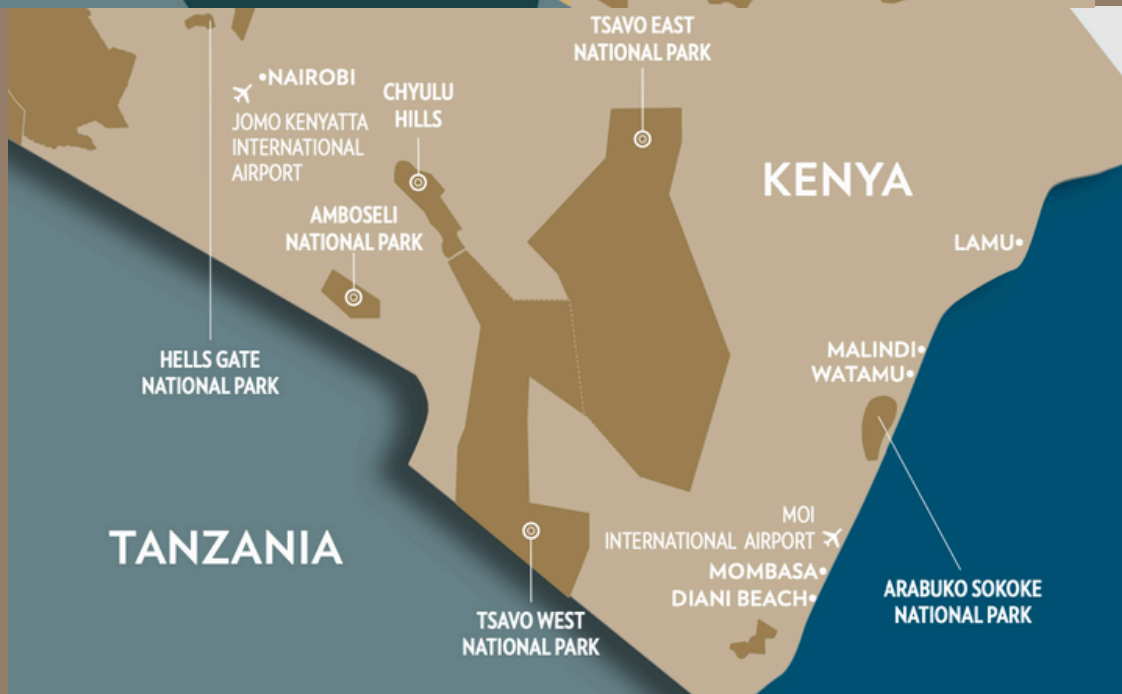 TSAVO EAST
NATIONAL PARK
•NAIROBI
JOMO KENYATTA
INTERNATIONAL
AIRPORT
CHYULU
HILLS
KENYA
AMBOSELI
NATIONAL PARK
LAMU•
HELLS GATE
NATIONAL PARK
MALINDI•
WATAMU•
TANZANIA
MOI
INTERNATIONAL AIRPORT
MOMBASA•
DIANI BEACH•
ARABUKO SOKOKE
NATIONAL PARK
TSAVO WEST
NATIONAL PARK